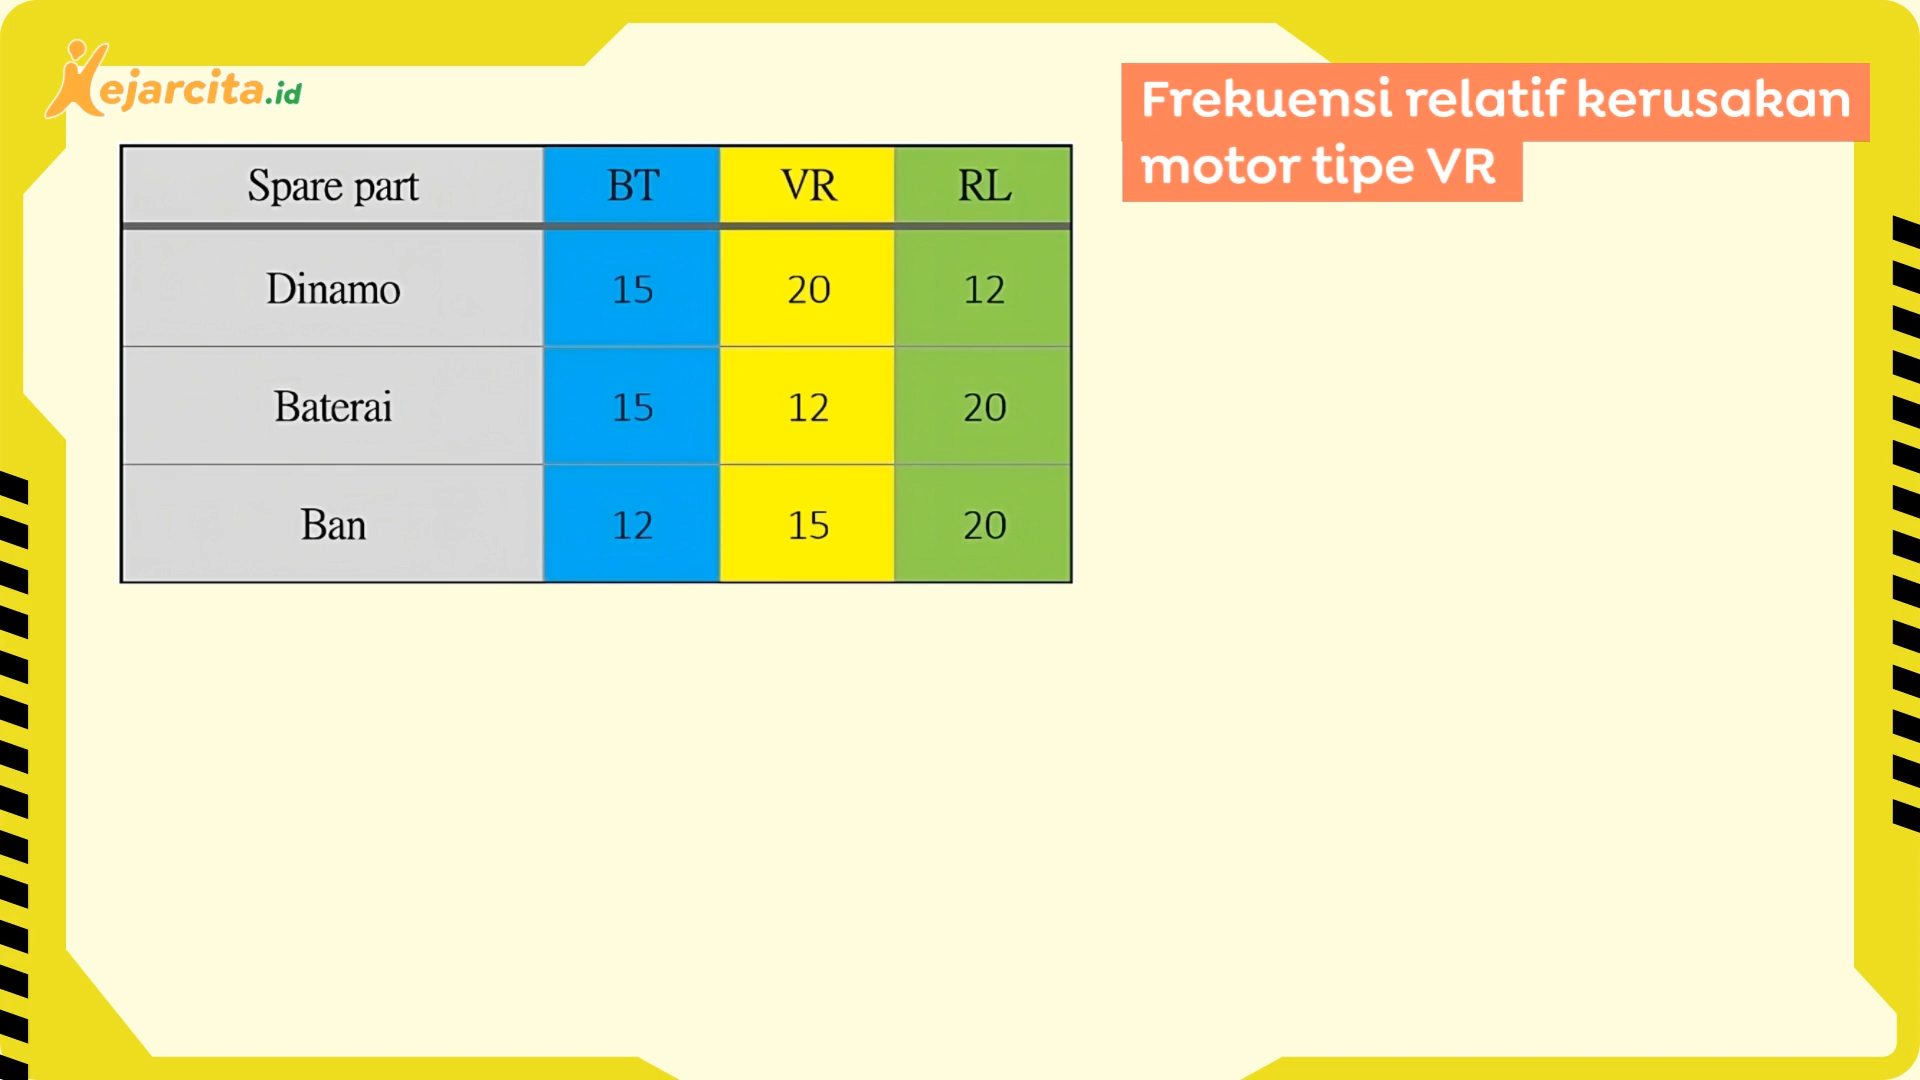 Kejarcita.id
Frekuensi relatif kerusakan
motor tipe VR
Spare part BT VR RL
Dinamo 15 20 12
Baterai 15 12 20
Ban 12 15 20